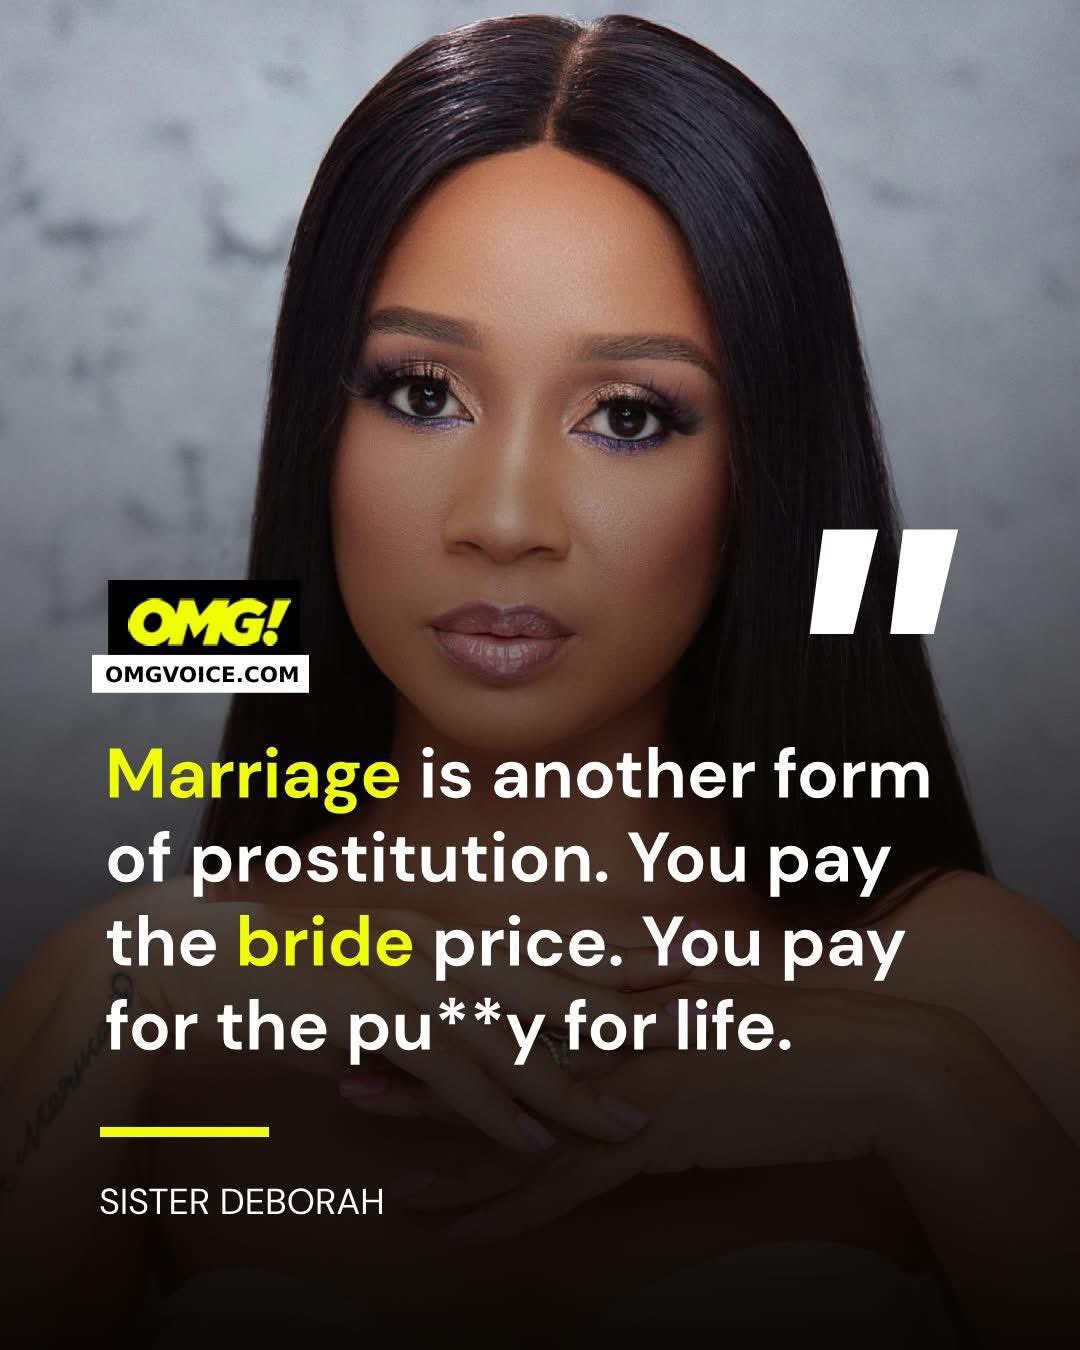 "
OMG!
OMGVOICE.COM
Marriage is another form
of prostitution. You pay
the bride price. You pay
for the pu**y for life.
SISTER DEBORAH